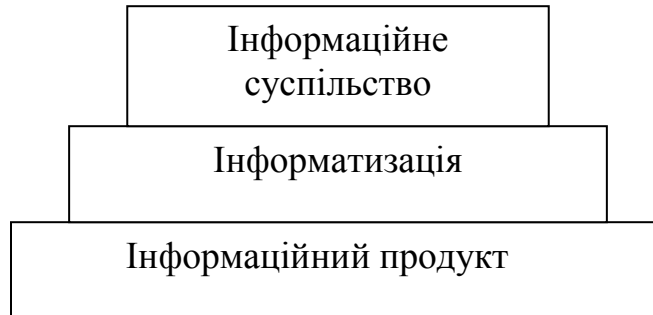 Інформаційне
суспільство
Інформатизація
Інформаційний продукт